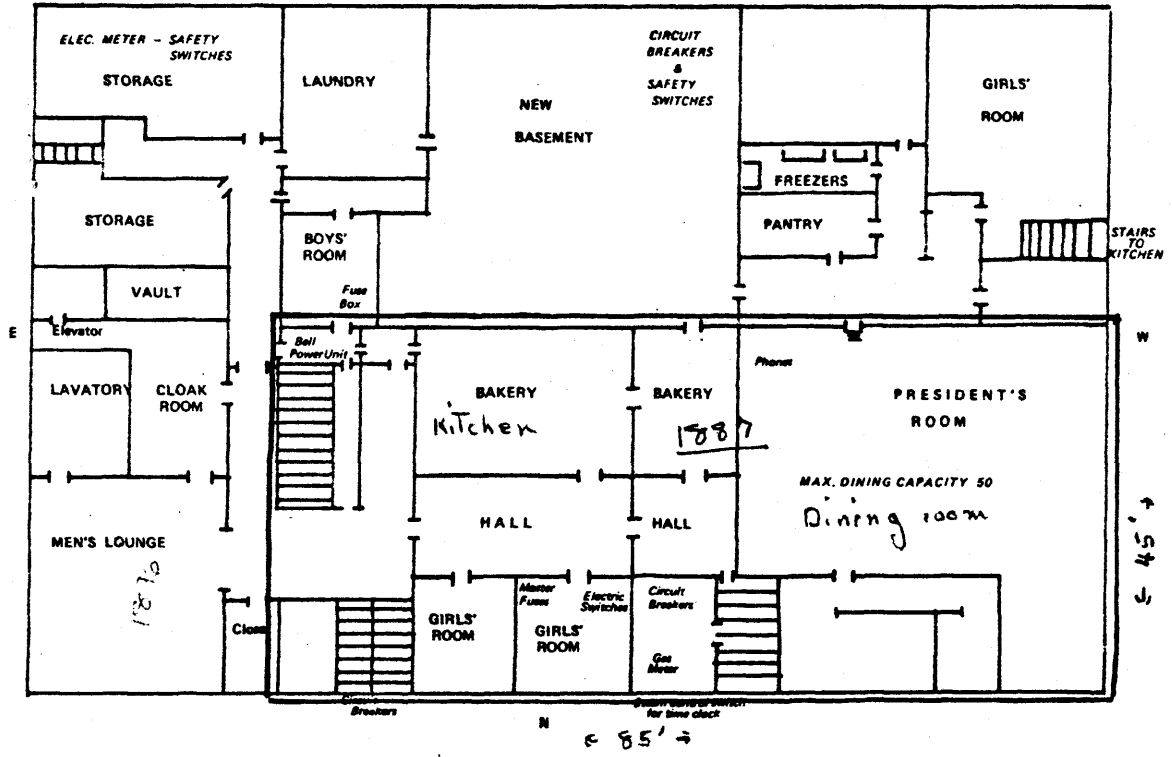 ELEC. METER – SAFETY
SWITCHES
STORAGE
LAUNDRY
NEW
BASEMENT
CIRCUIT
BREAKERS
&
SAFETY
SWITCHES
GIRLS'
ROOM
FREEZERS
PANTRY
STORAGE
BOYS'
ROOM
STAIRS
TO
KITCHEN
VAULT
Fuse
Box
E
Elevator
Bell
Power Unit
W
Phones
LAVATORY
CLOAK
ROOM
BAKERY
BAKERY
PRESIDENT'S
ROOM
Kitchen
1887
MAX. DINING CAPACITY 50
Dining room
HALL
HALL
MEN'S LOUNGE
45'
Master
Fuses
Electric
Switches
Circuit
Breakers
GIRLS'
ROOM
GIRLS'
ROOM
Gas
Meter
Breakers
switch
for time clock
N
← 85' →